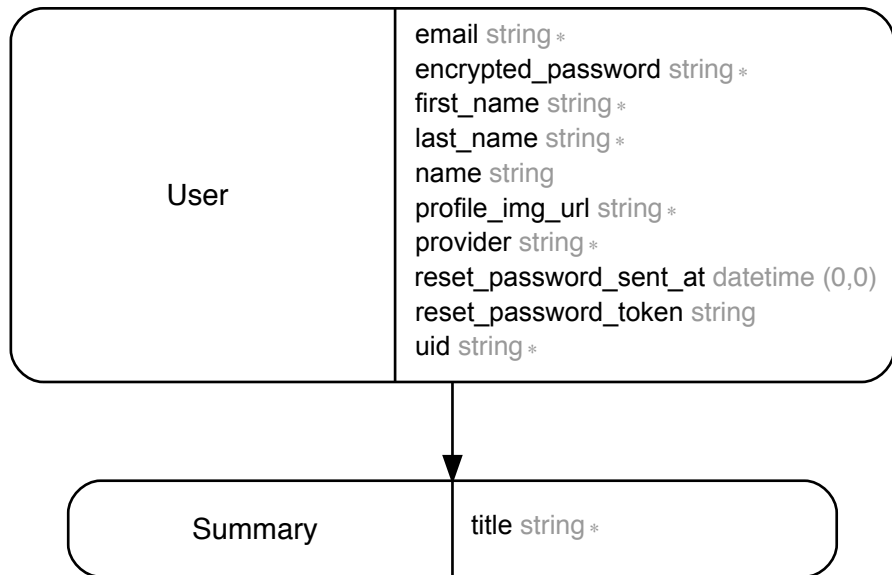 User
email string *
encrypted_password string *
first_name string *
last_name string *
name string
profile_img_url string *
provider string *
reset_password_sent_at datetime (0,0)
reset_password_token string
uid string *
Summary
title string *